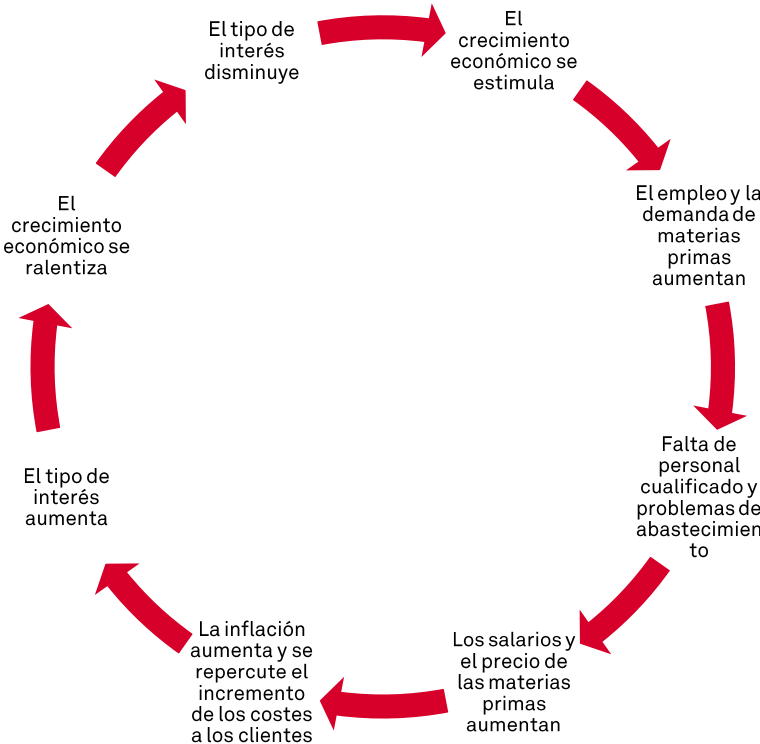 El tipo de
interés
disminuye
El
crecimiento
económico se
estimula
El empleo y la
demanda de
materias
primas
aumentan
Falta de
personal
cualificado y
problemas de
abastecimien
to
Los salarios y
el precio de
las materias
primas
aumentan
La inflación
aumenta y se
repercute el
incremento
de los costes
a los clientes
El tipo de
interés
aumenta
El
crecimiento
económico se
ralentiza